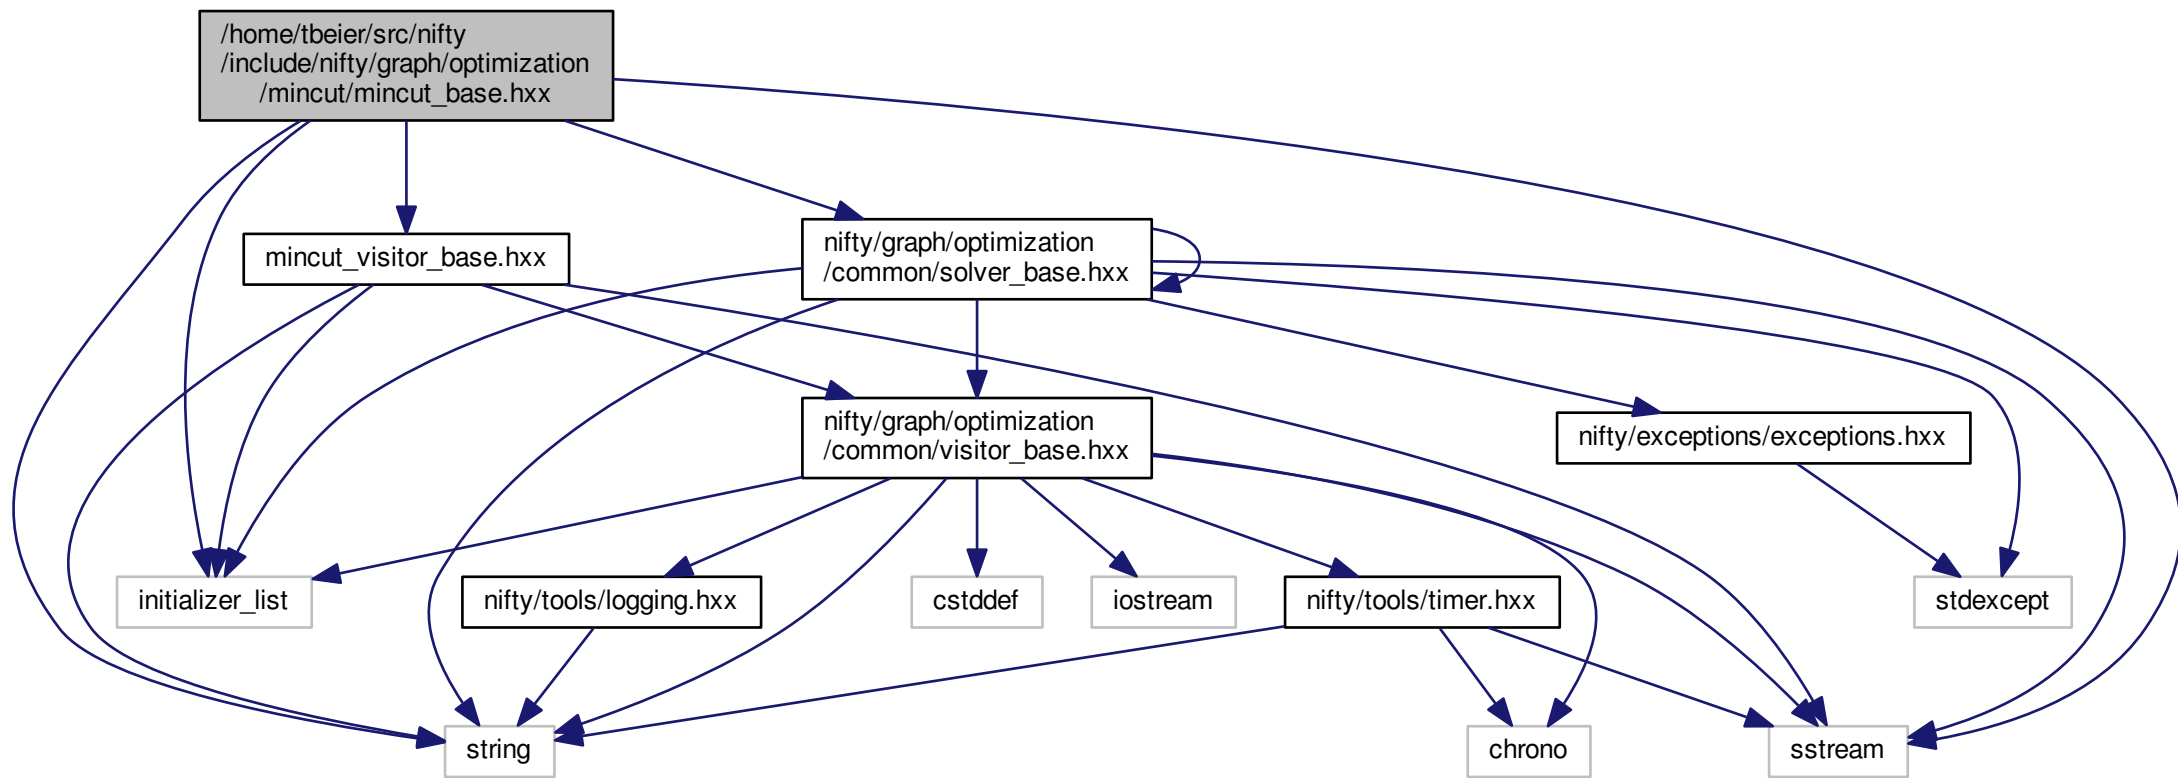 /home/tbeier/src/nifty
/include/nifty/graph/optimization
/mincut/mincut_base.hxx
mincut_visitor_base.hxx
nifty/graph/optimization
/common/solver_base.hxx
nifty/graph/optimization
/common/visitor_base.hxx
nifty/exceptions/exceptions.hxx
initializer_list
nifty/tools/logging.hxx
cstddef
iostream
nifty/tools/timer.hxx
stdexcept
string
chrono
sstream